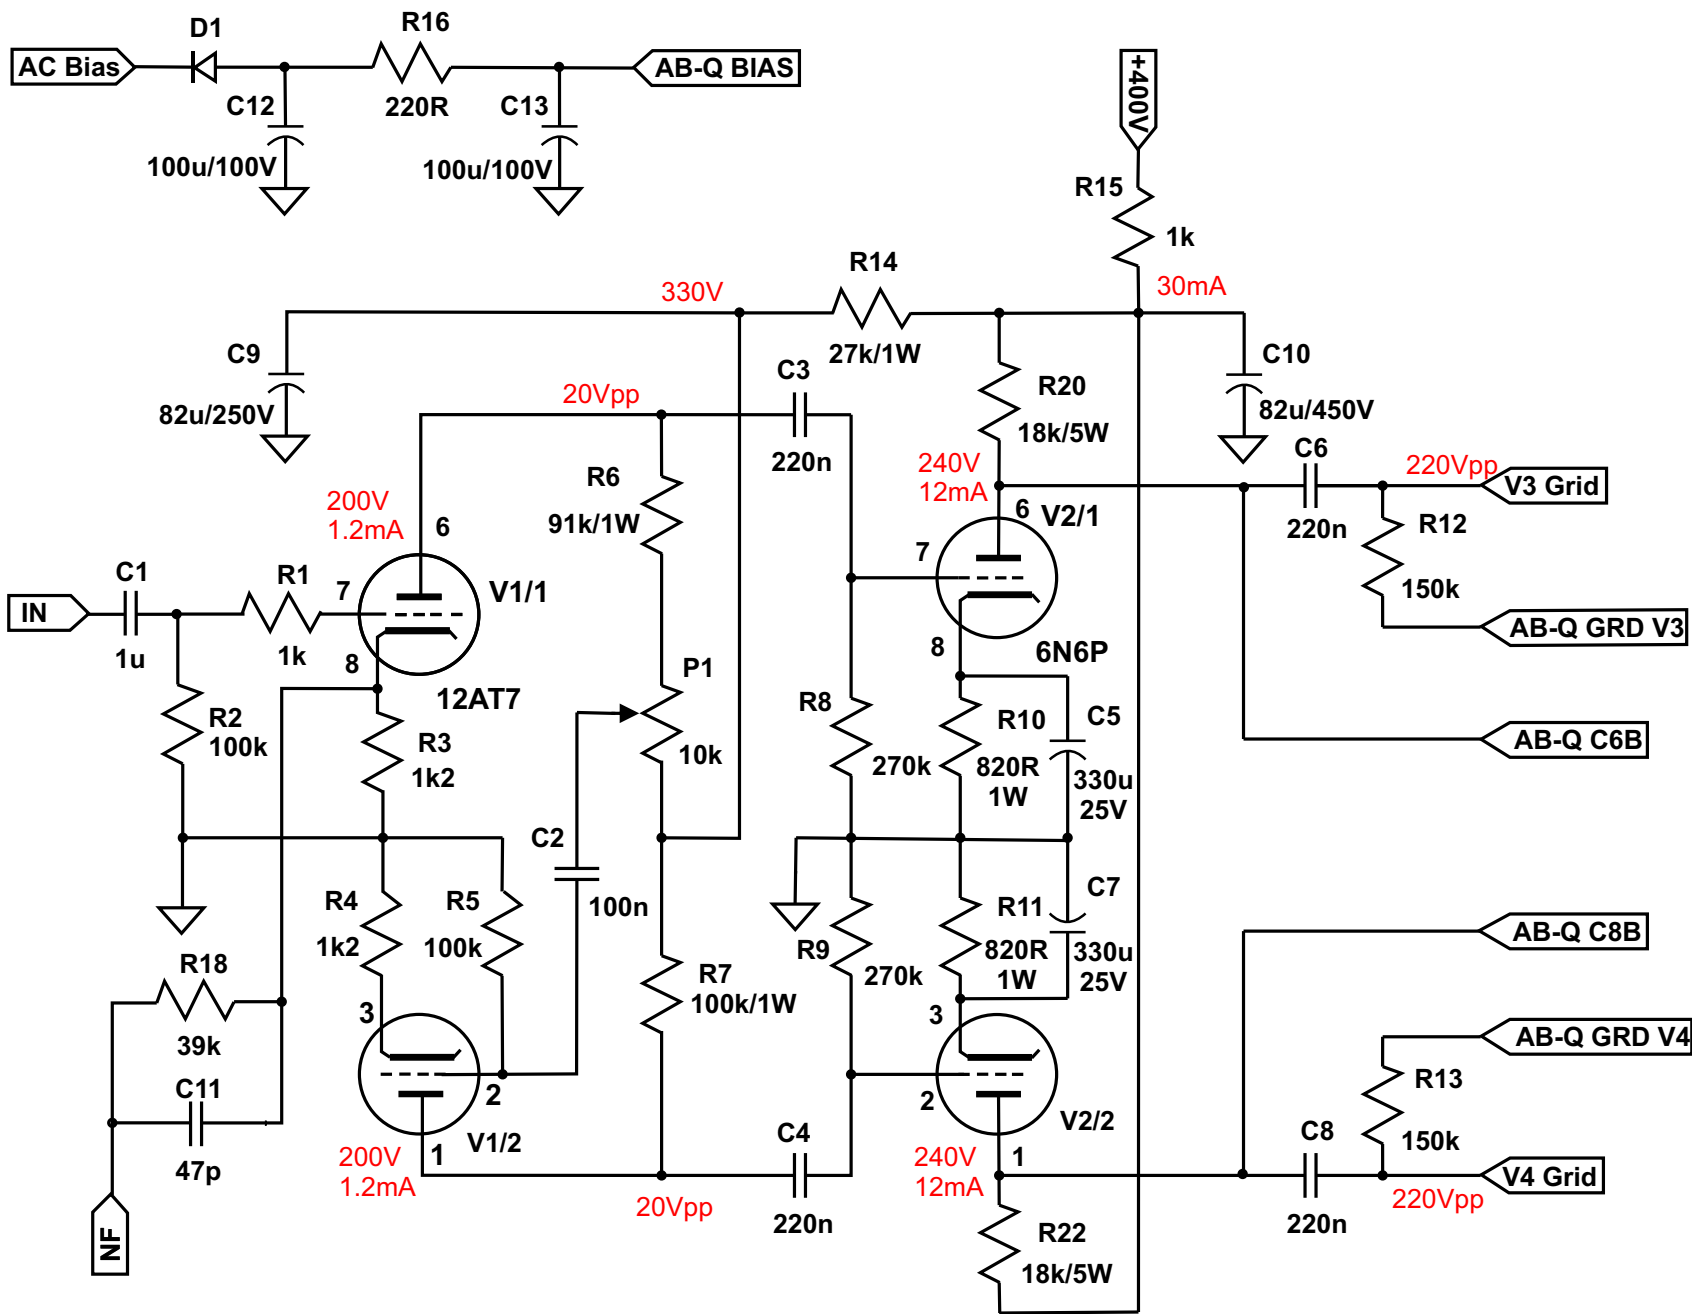 D1
R16
AC Bias
AB-Q BIAS
C12
220R
C13
100u/100V
100u/100V
+400V
R15
1k
R14
330V
30mA
27k/1W
C9
82u/250V
C3
20Vpp
220n
R20
18k/5W
C10
82u/450V
C6
240V
12mA
220Vpp
V3 Grid
220n
R6
91k/1W
200V
1.2mA
6
6
V2/1
R12
150k
7
C1
R1
7
V1/1
IN
1u
1k
8
12AT7
8
6N6P
AB-Q GRD V3
P1
10k
R2
100k
R3
1k2
R8
270k
R10
820R
1W
C5
330u
25V
AB-Q C6B
C2
100n
R4
1k2
R5
100k
R18
39k
R7
100k/1W
R9
270k
R11
820R
1W
C7
330u
25V
AB-Q C8B
3
3
AB-Q GRD V4
C11
47p
2
2
R13
150k
V1/2
V2/2
200V
1.2mA
1
C4
240V
12mA
1
C8
V4 Grid
20Vpp
220n
220n
220Vpp
NF
R22
18k/5W